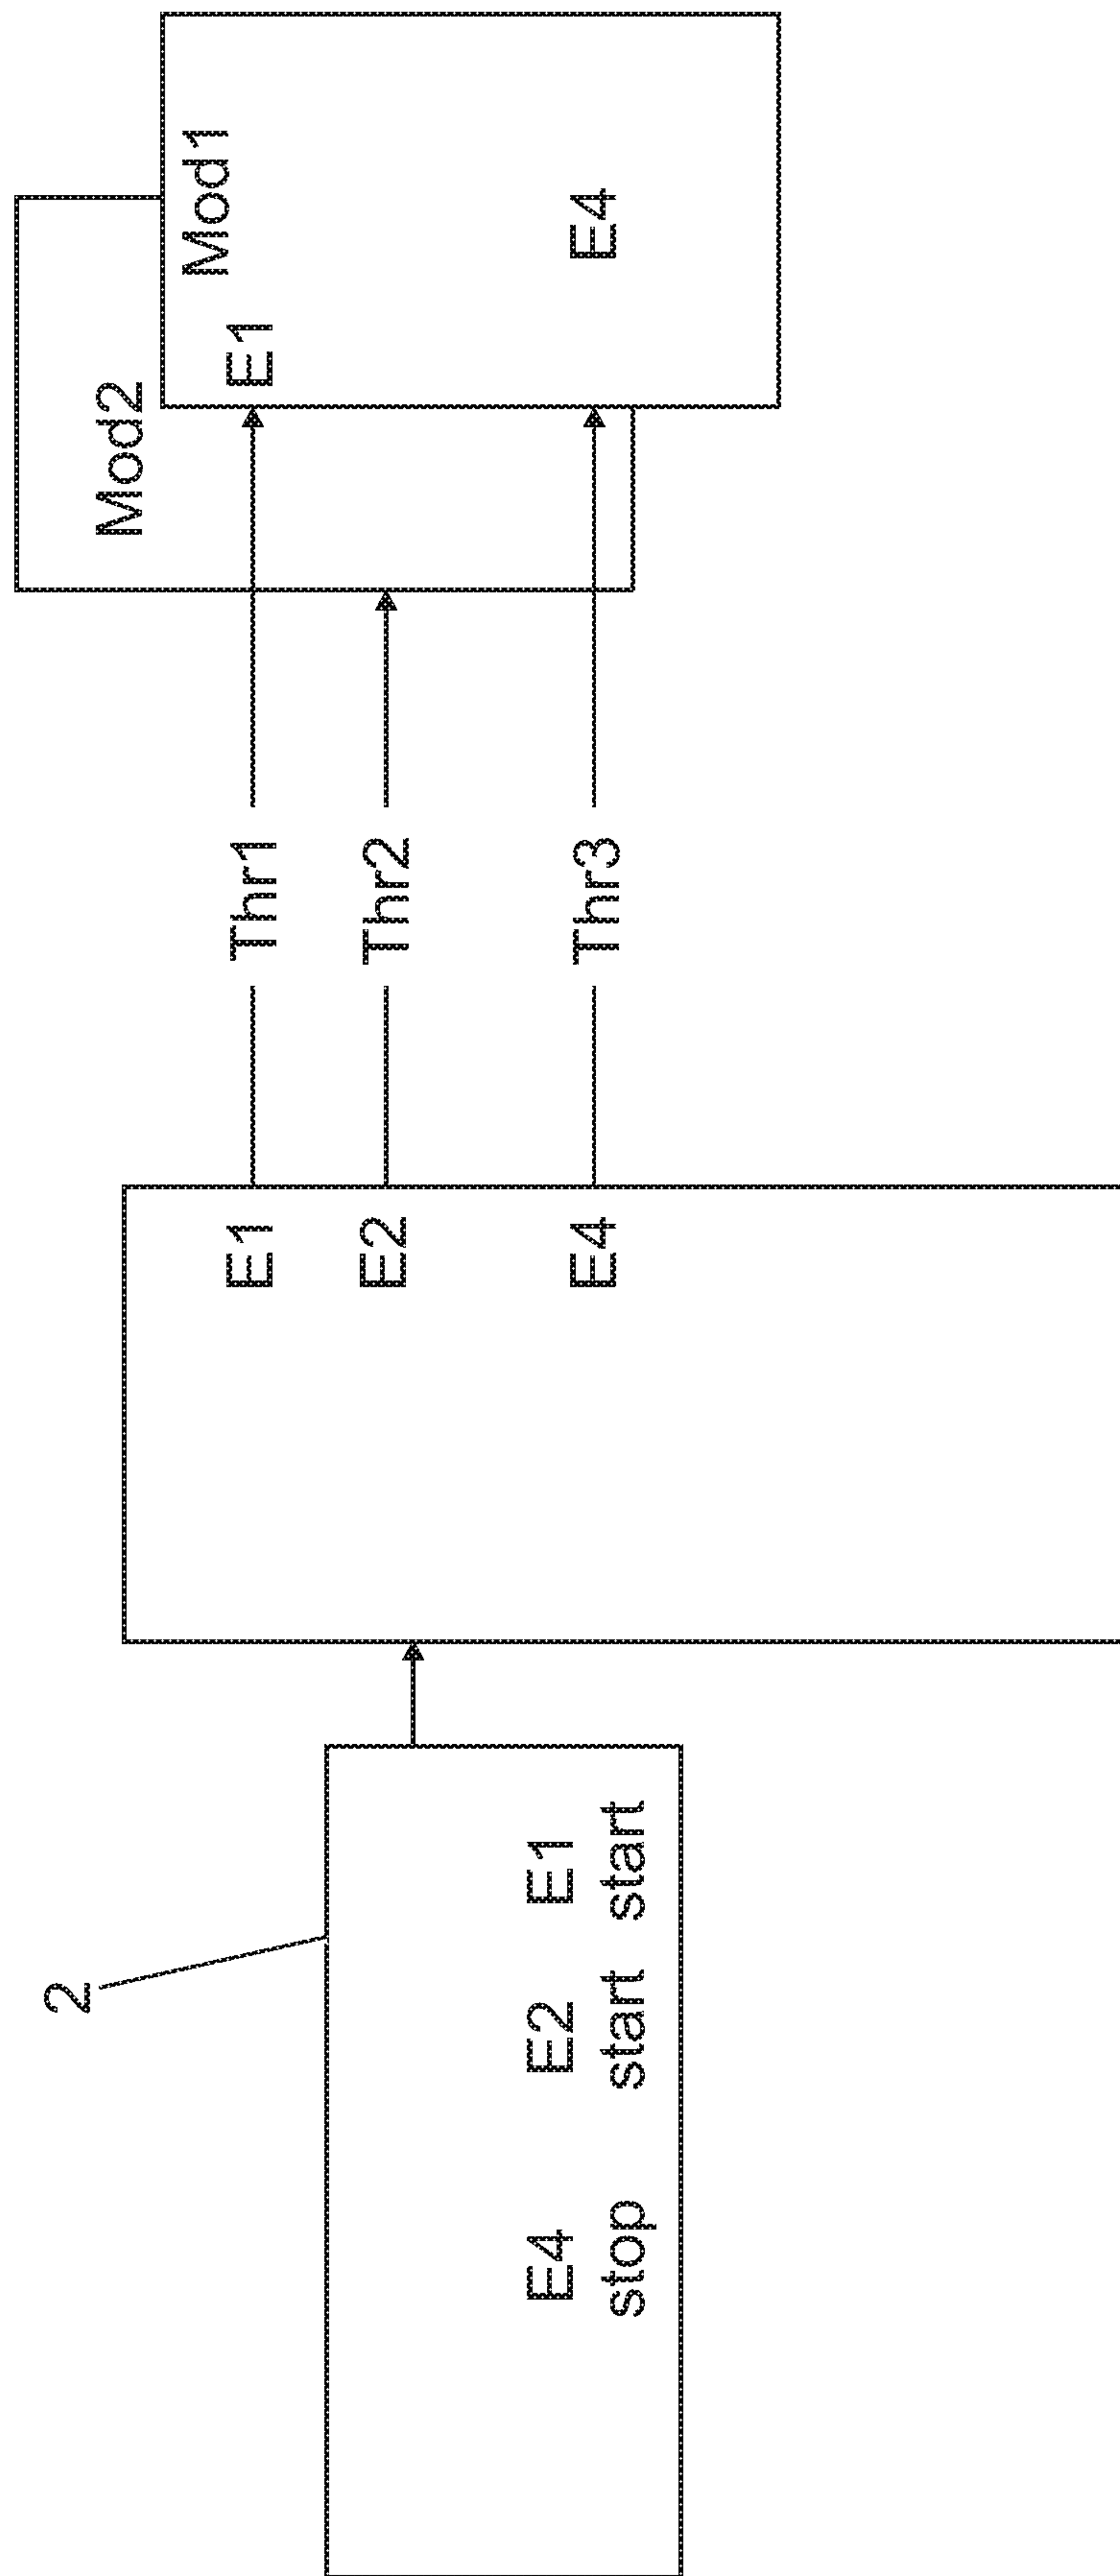 2
E4 E2 E1
stop start start
E1
E2
E4
Thr1
Thr2
Thr3
Mod2
Mod1
E1
E4